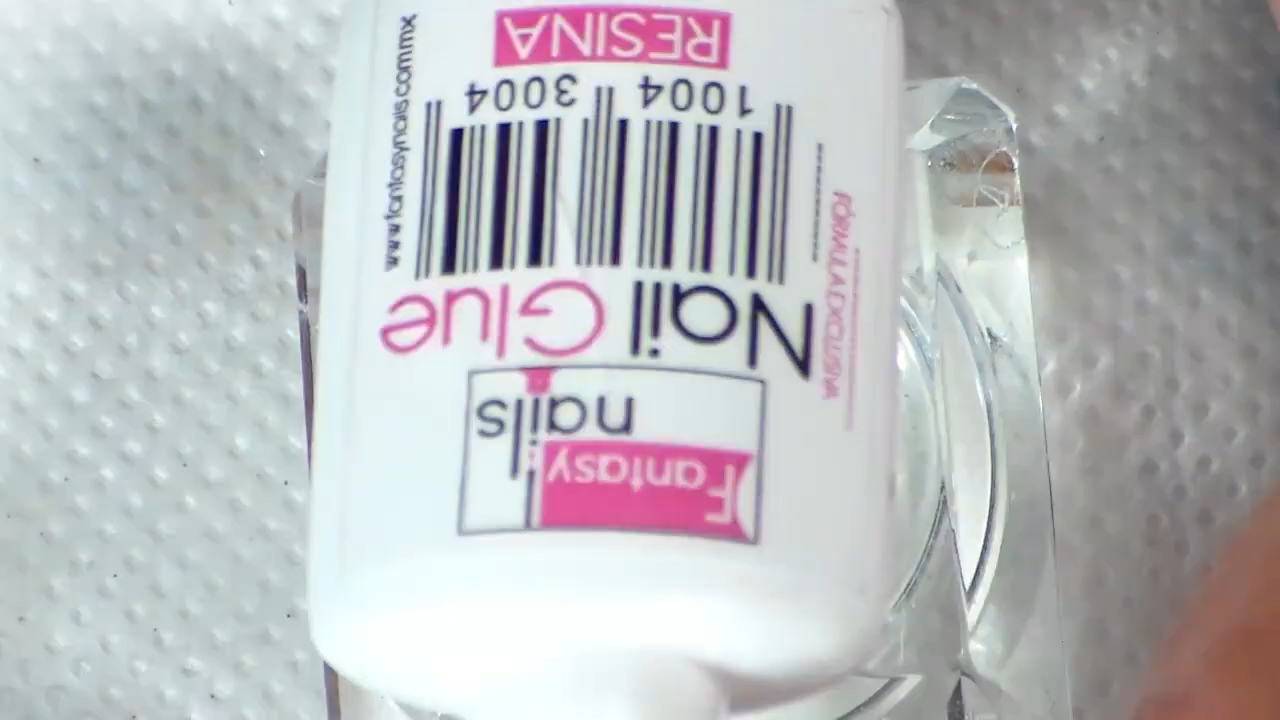 Fantasy
nails
Nail Glue
1004 3004
RESINA
FÓRMULA EXCLUSIVA
www.fantasynails.com.mx